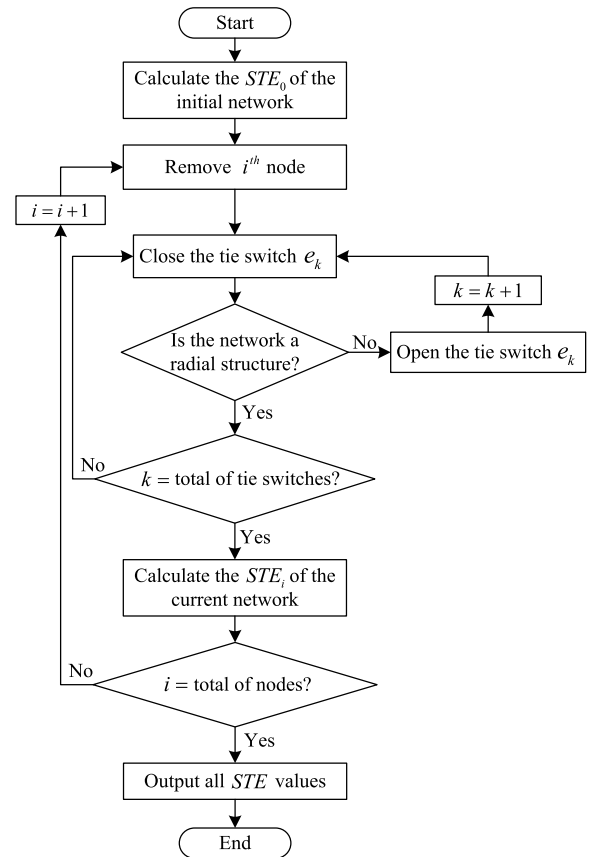 Start
Calculate the STE₀ of the
initial network
Remove iᵗʰ node
i = i + 1
Close the tie switch eₖ
k = k + 1
Is the network a
radial structure?
No
Open the tie switch eₖ
Yes
No
k = total of tie switches?
Yes
Calculate the STEᵢ of the
current network
No
i = total of nodes?
Yes
Output all STE values
End